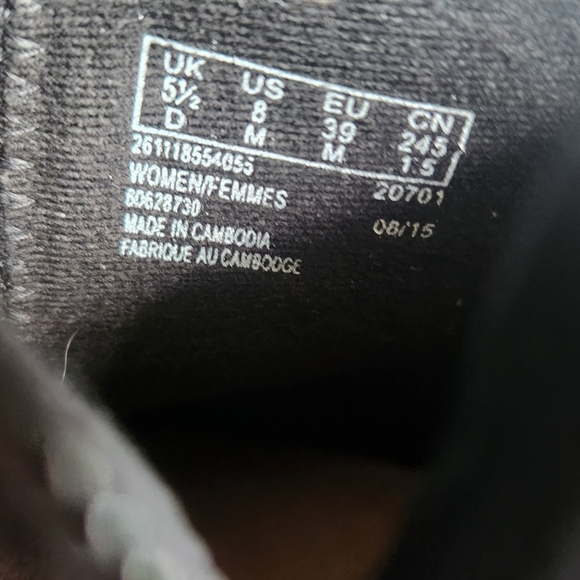 UK US EU CN
5½ 8 39 245
D M M 1.5
261118554055
WOMEN/FEMMES 20701
60628730
MADE IN CAMBODIA 06/15
FABRIQUE AU CAMBODGE